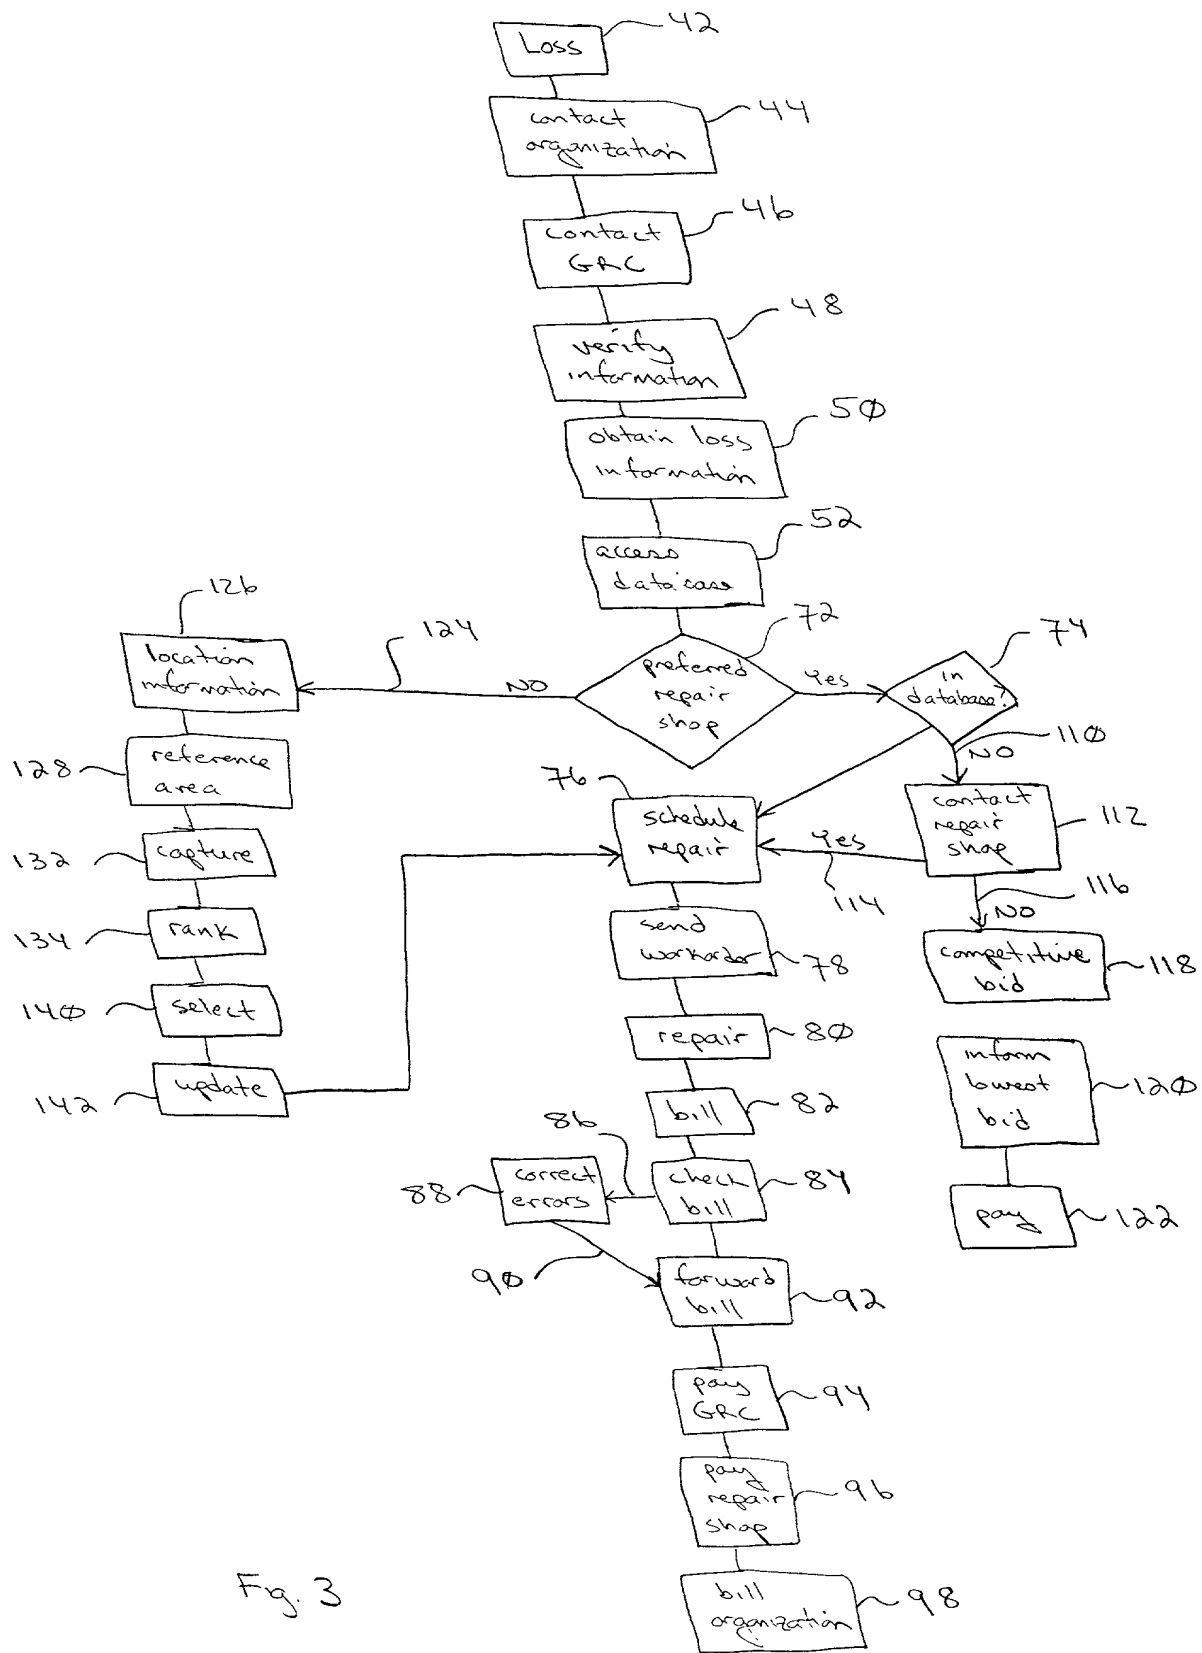 Loss
42
contact
organization
44
contact
GRC
46
verify
information
48
obtain loss
information
50
access
database
52
preferred
repair
shop
72
Yes
in
database?
74
NO
124
location
information
126
reference
area
128
capture
132
rank
134
select
140
update
142
NO
110
contact
repair
shop
112
Yes
114
NO
116
competitive
bid
118
inform
lowest
bid
120
pay
122
schedule
repair
76
send
workorder
78
repair
80
bill
82
check
bill
84
86
correct
errors
88
90
forward
bill
92
pay
GRC
94
pay
repair
shop
96
bill
organization
98
Fig. 3